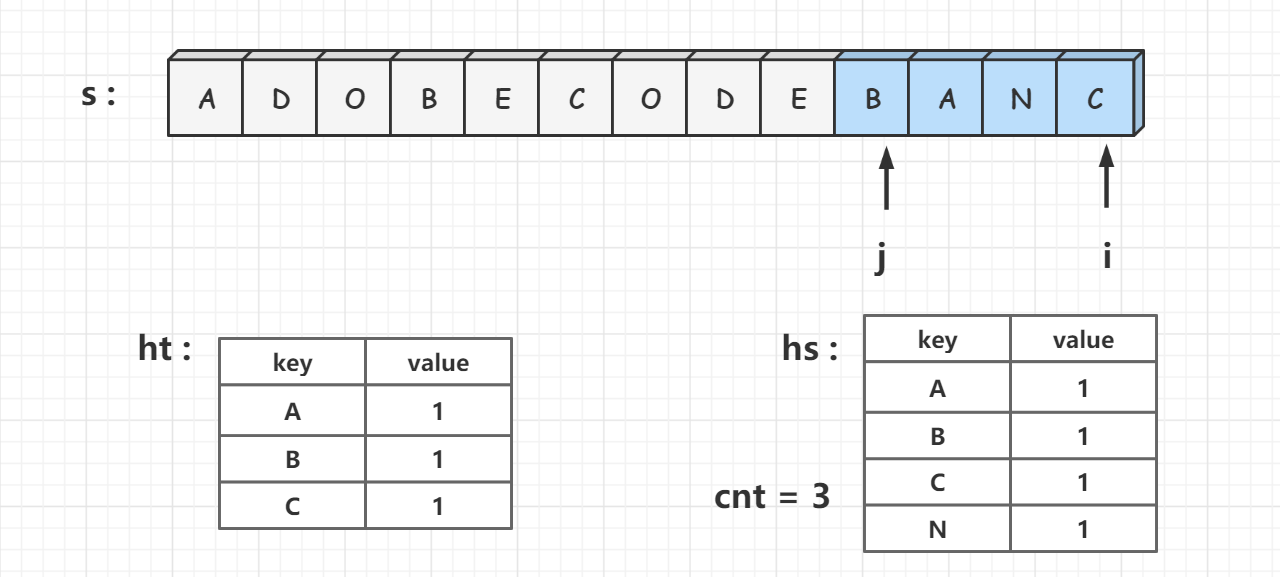 s : A D O B E C O D E B A N C
j i
ht :
key value
A 1
B 1
C 1
hs :
key value
A 1
B 1
C 1
N 1
cnt = 3